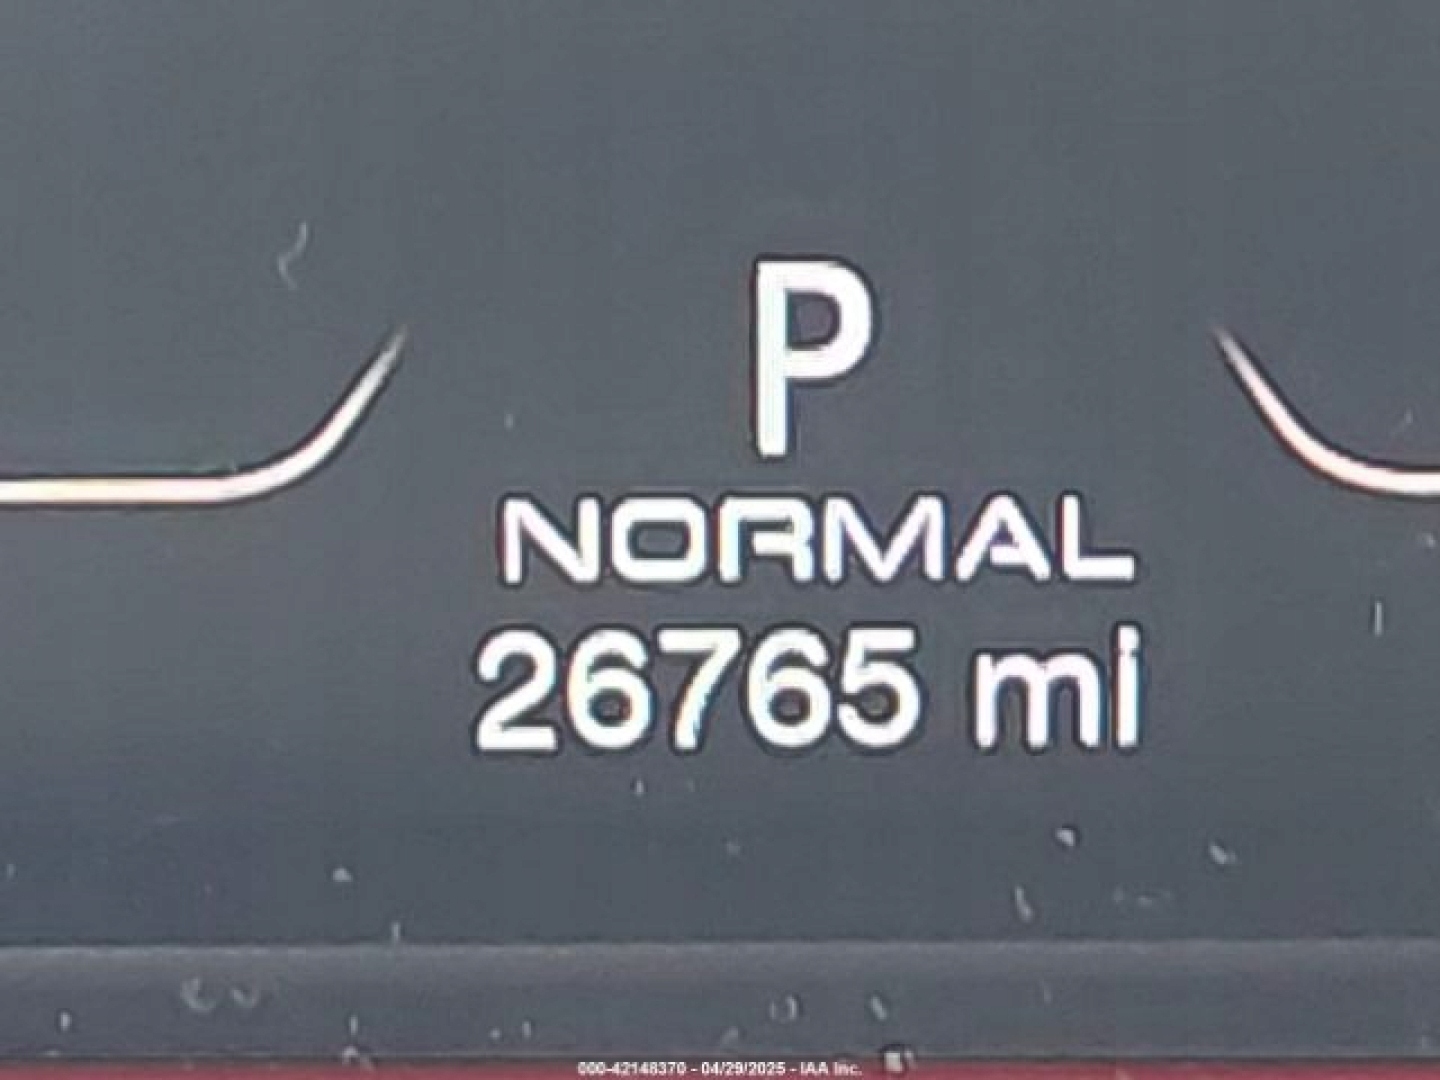 P
NORMAL
26765 mi
000-42148370 - 04/29/2025 - IAA Inc.